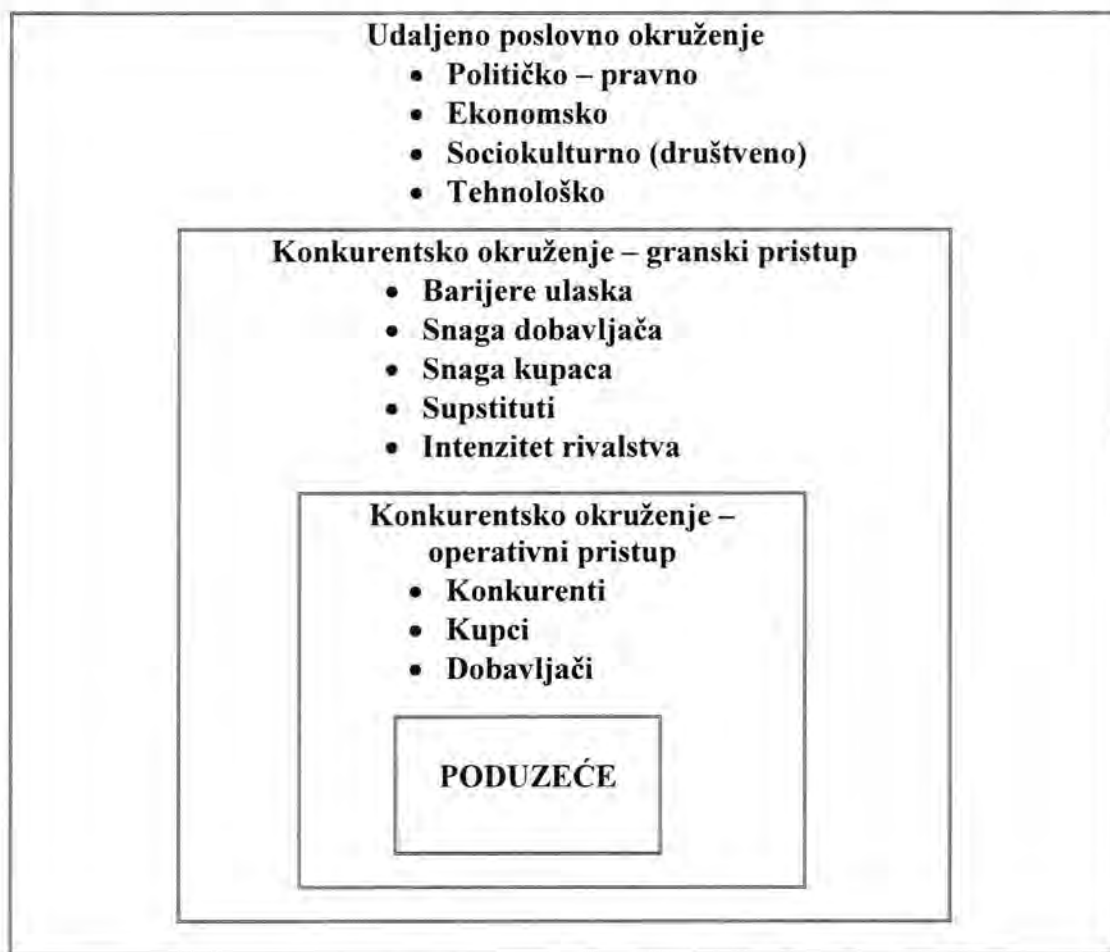 Udaljeno poslovno okruženje
• Političko – pravno
• Ekonomsko
• Sociokulturno (društveno)
• Tehnološko
Konkurentsko okruženje – granski pristup
• Barijere ulaska
• Snaga dobavljača
• Snaga kupaca
• Supstituti
• Intenzitet rivalstva
Konkurentsko okruženje –
operativni pristup
• Konkurenti
• Kupci
• Dobavljači
PODUZEĆE